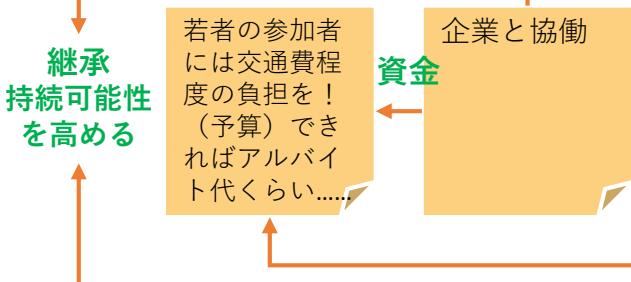 継承
持続可能性
を高める
若者の参加者
には交通費程
度の負担を！
（予算）でき
ればアルバイ
ト代くらい……
資金
企業と協働